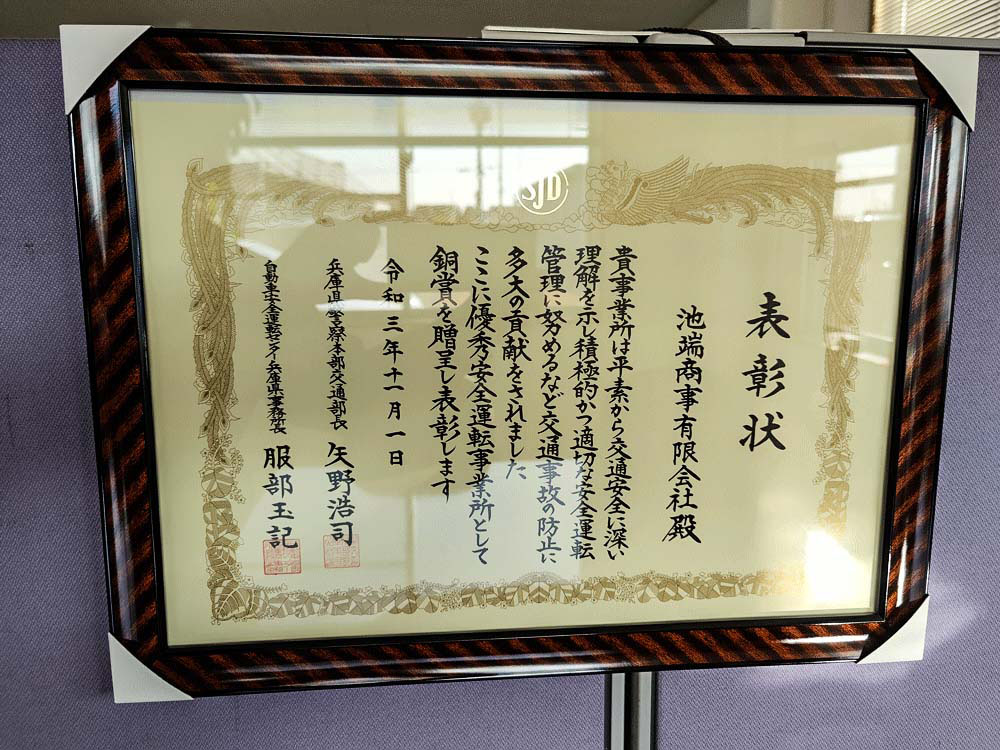 SJD
表彰状
池端商事有限会社殿
貴事業所は平素から交通安全に深い
理解を示し積極的かつ適切な安全運転
管理に努めるなど交通事故の防止に
多大の貢献をされました
ここに優秀安全運転事業所として
銅賞を贈呈し表彰します
令和三年十一月一日
兵庫県警察本部交通部長 矢野浩司
自動車安全運転センター兵庫県事務所長 服部玉記